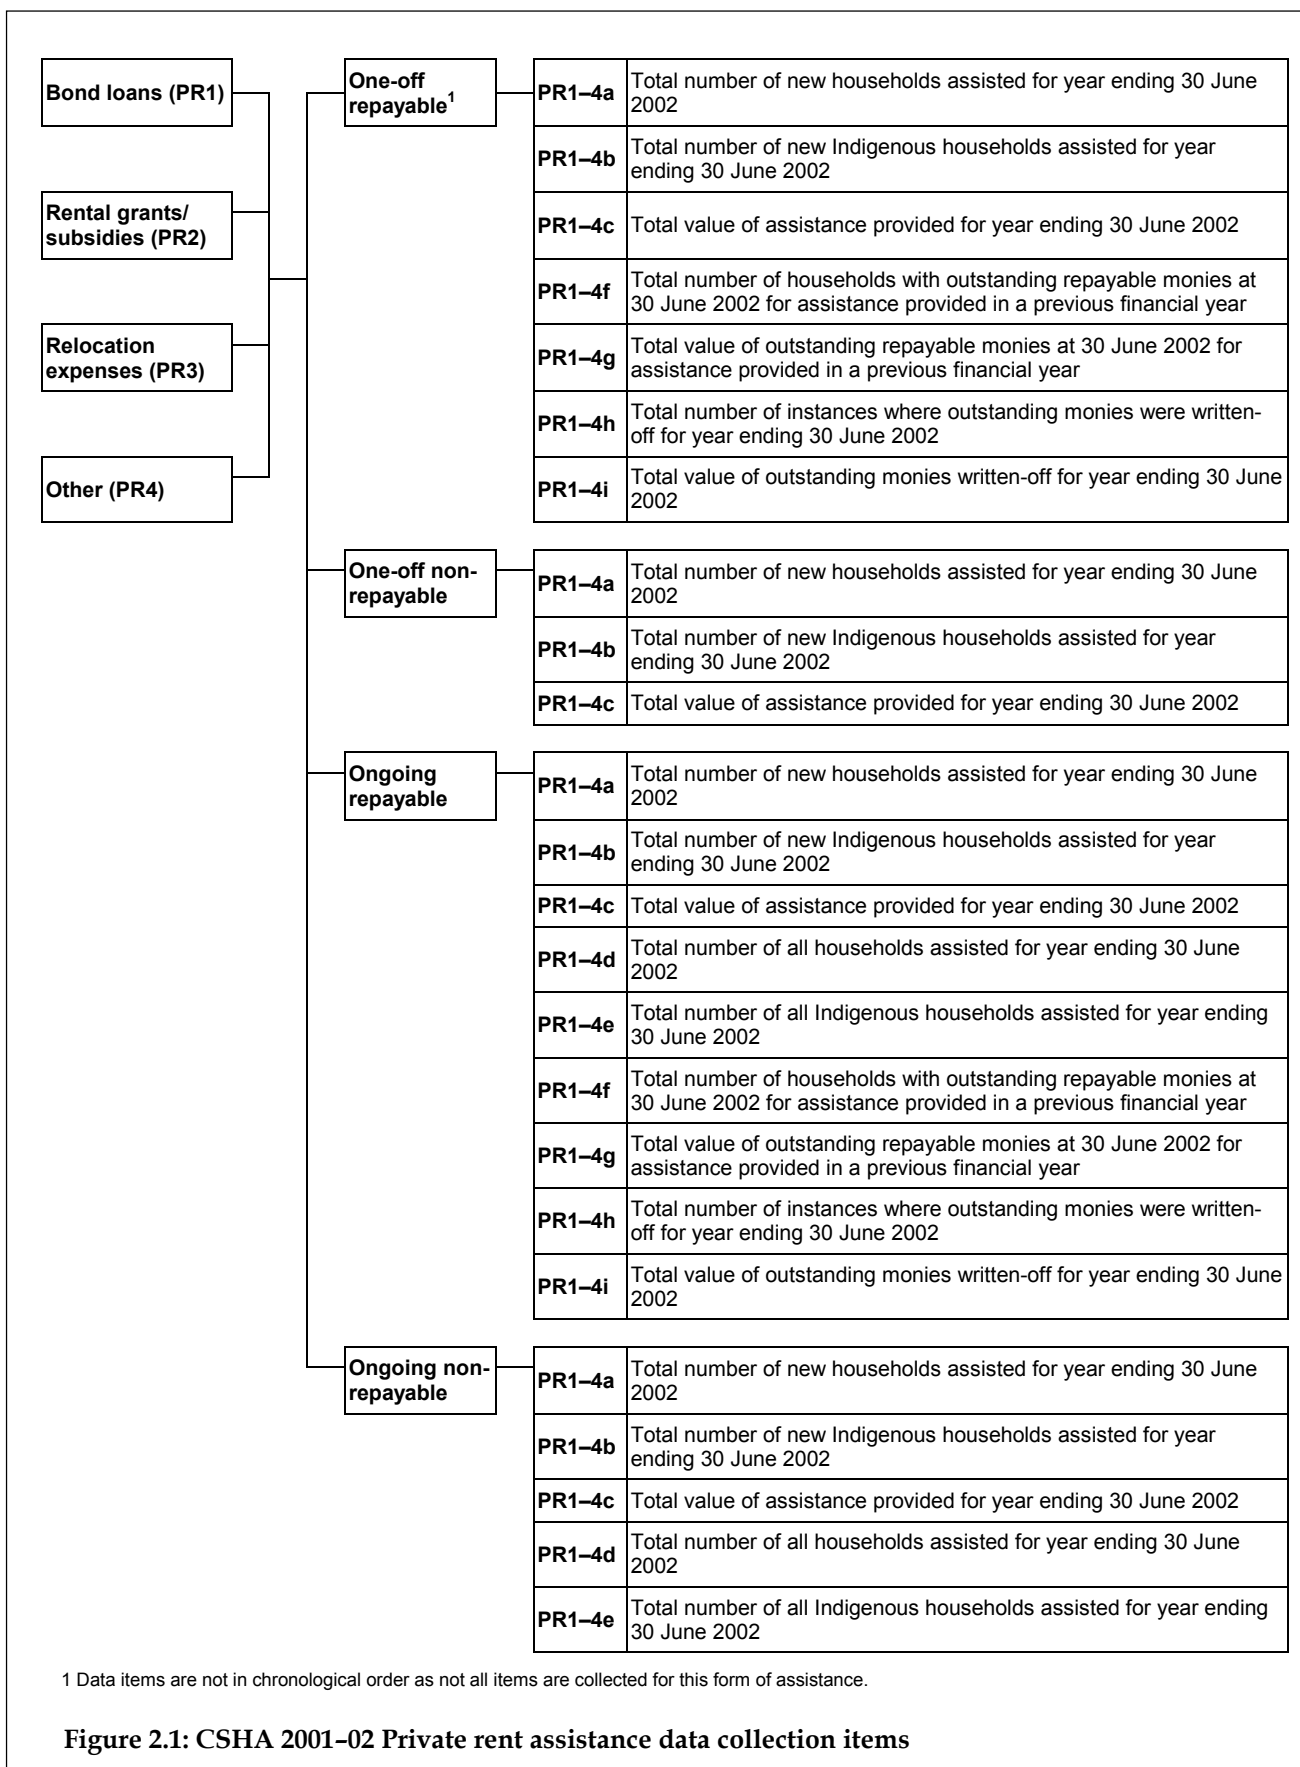 Bond loans (PR1)
Rental grants/
subsidies (PR2)
Relocation
expenses (PR3)
Other (PR4)
One-off
repayable1
PR1–4a
Total number of new households assisted for year ending 30 June
2002
PR1–4b
Total number of new Indigenous households assisted for year
ending 30 June 2002
PR1–4c
Total value of assistance provided for year ending 30 June 2002
PR1–4f
Total number of households with outstanding repayable monies at
30 June 2002 for assistance provided in a previous financial year
PR1–4g
Total value of outstanding repayable monies at 30 June 2002 for
assistance provided in a previous financial year
PR1–4h
Total number of instances where outstanding monies were written-
off for year ending 30 June 2002
PR1–4i
Total value of outstanding monies written-off for year ending 30 June
2002
One-off non-
repayable
PR1–4a
Total number of new households assisted for year ending 30 June
2002
PR1–4b
Total number of new Indigenous households assisted for year
ending 30 June 2002
PR1–4c
Total value of assistance provided for year ending 30 June 2002
Ongoing
repayable
PR1–4a
Total number of new households assisted for year ending 30 June
2002
PR1–4b
Total number of new Indigenous households assisted for year
ending 30 June 2002
PR1–4c
Total value of assistance provided for year ending 30 June 2002
PR1–4d
Total number of all households assisted for year ending 30 June
2002
PR1–4e
Total number of all Indigenous households assisted for year ending
30 June 2002
PR1–4f
Total number of households with outstanding repayable monies at
30 June 2002 for assistance provided in a previous financial year
PR1–4g
Total value of outstanding repayable monies at 30 June 2002 for
assistance provided in a previous financial year
PR1–4h
Total number of instances where outstanding monies were written-
off for year ending 30 June 2002
PR1–4i
Total value of outstanding monies written-off for year ending 30 June
2002
Ongoing non-
repayable
PR1–4a
Total number of new households assisted for year ending 30 June
2002
PR1–4b
Total number of new Indigenous households assisted for year
ending 30 June 2002
PR1–4c
Total value of assistance provided for year ending 30 June 2002
PR1–4d
Total number of all households assisted for year ending 30 June
2002
PR1–4e
Total number of all Indigenous households assisted for year ending
30 June 2002
1 Data items are not in chronological order as not all items are collected for this form of assistance.
Figure 2.1: CSHA 2001–02 Private rent assistance data collection items